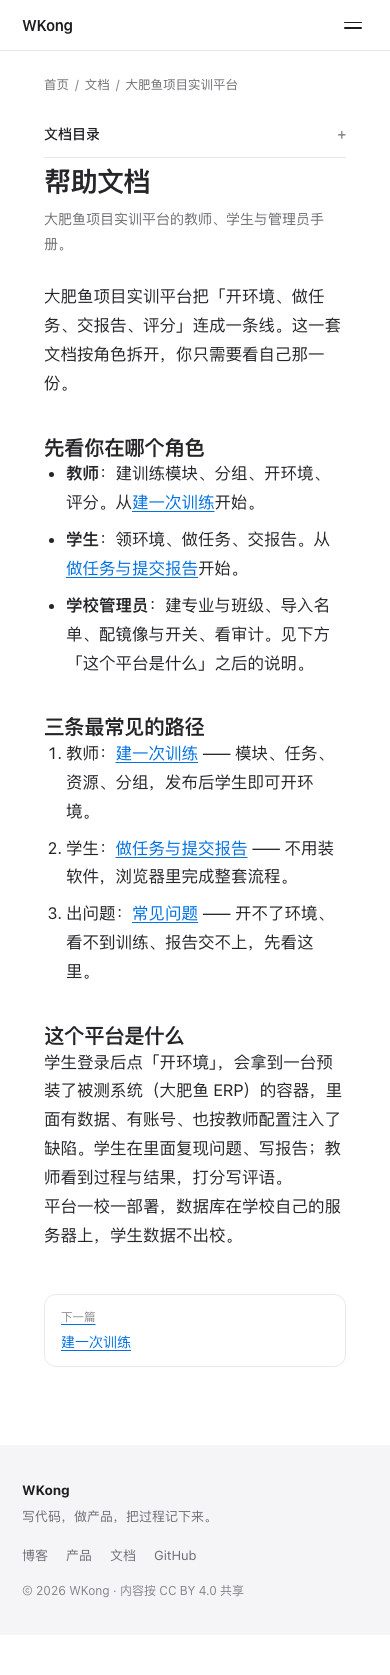 WKong
首页 / 文档 / 大肥鱼项目实训平台
文档目录 +
帮助文档
大肥鱼项目实训平台的教师、学生与管理员手
册。
大肥鱼项目实训平台把「开环境、做任
务、交报告、评分」连成一条线。这一套
文档按角色拆开，你只需要看自己那一
份。
先看你在哪个角色
• 教师：建训练模块、分组、开环境、
评分。从建一次训练开始。
• 学生：领环境、做任务、交报告。从
做任务与提交报告开始。
• 学校管理员：建专业与班级、导入名
单、配镜像与开关、看审计。见下方
「这个平台是什么」之后的说明。
三条最常见的路径
1. 教师：建一次训练 —— 模块、任务、
资源、分组，发布后学生即可开环
境。
2. 学生：做任务与提交报告 —— 不用装
软件，浏览器里完成整套流程。
3. 出问题：常见问题 —— 开不了环境、
看不到训练、报告交不上，先看这
里。
这个平台是什么
学生登录后点「开环境」，会拿到一台预
装了被测系统（大肥鱼 ERP）的容器，里
面有数据、有账号、也按教师配置注入了
缺陷。学生在里面复现问题、写报告；教
师看到过程与结果，打分写评语。
平台一校一部署，数据库在学校自己的服
务器上，学生数据不出校。
下一篇
建一次训练
WKong
写代码，做产品，把过程记下来。
博客 产品 文档 GitHub
© 2026 WKong · 内容按 CC BY 4.0 共享